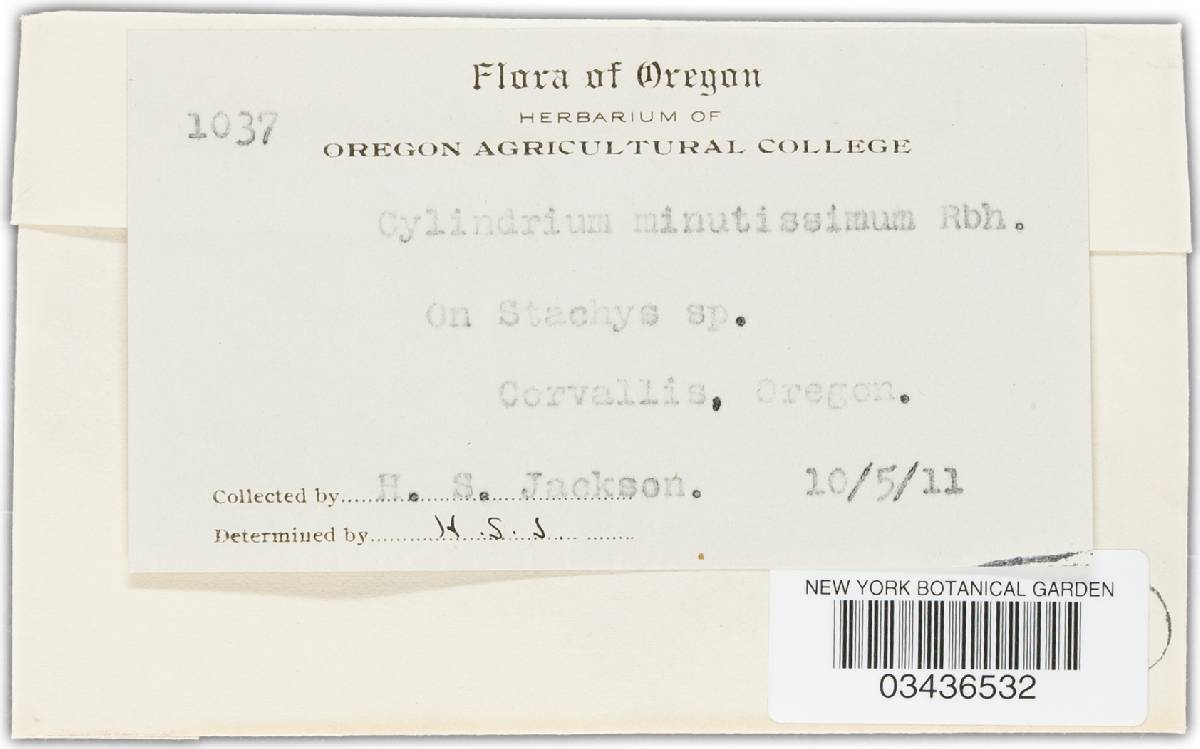 Flora of Oregon
1037
HERBARIUM OF
OREGON AGRICULTURAL COLLEGE
Cylindrium minutissimum Rbh.
On Stachys sp.
Corvallis, Oregon.
Collected by H. S. Jackson. 10/5/11
Determined by H.S.J
NEW YORK BOTANICAL GARDEN
03436532